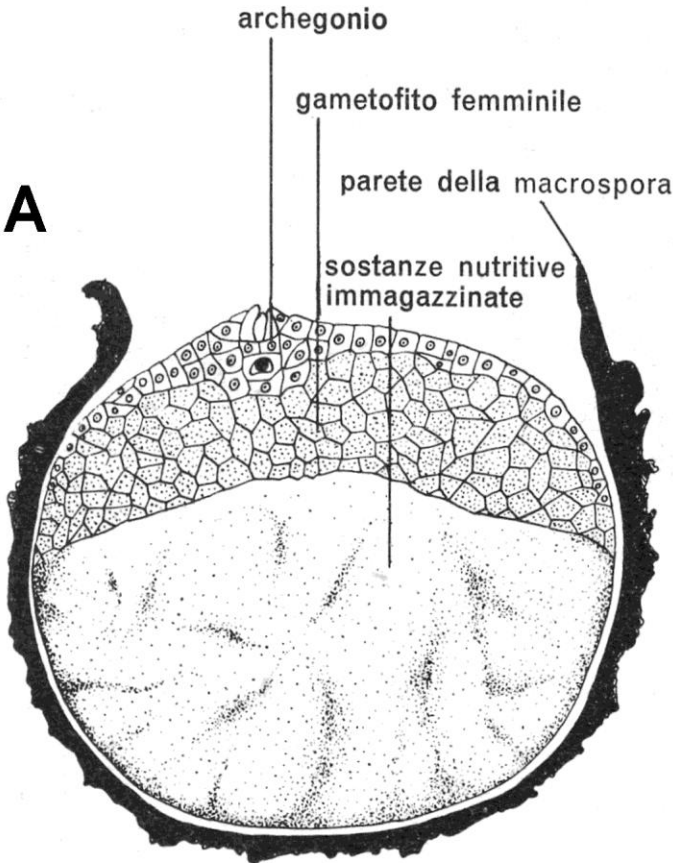 archegonio
gametofito femminile
parete della macrospora
A
sostanze nutritive
immagazzinate